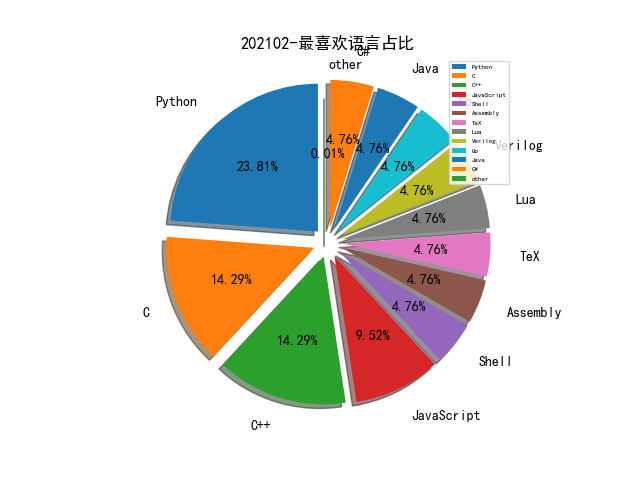 202102-最喜欢语言占比
C#
other
Java
Python
Verilog
Lua
TeX
Assembly
Shell
JavaScript
C++
C
23.81%
14.29%
14.29%
9.52%
4.76%
4.76%
4.76%
4.76%
4.76%
4.76%
4.76%
4.76%
0.01%
Python
C
C++
JavaScript
Shell
Assembly
TeX
Lua
Verilog
Go
Java
C#
other